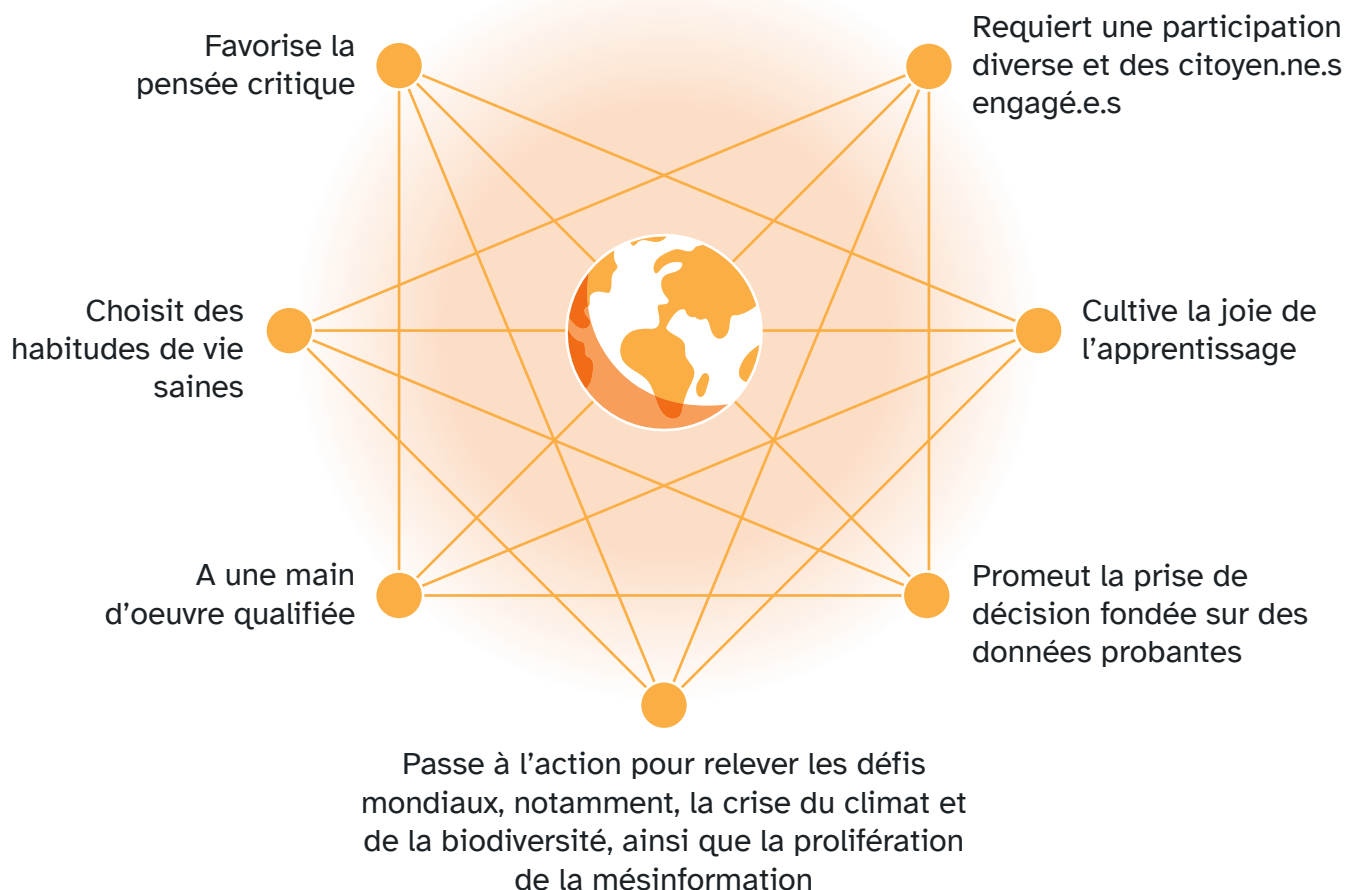 Favorise la
pensée critique
Requiert une participation
diverse et des citoyen.ne.s
engagé.e.s
Choisit des
habitudes de vie
saines
Cultive la joie de
l'apprentissage
A une main
d'oeuvre qualifiée
Promeut la prise de
décision fondée sur des
données probantes
Passe à l'action pour relever les défis
mondiaux, notamment, la crise du climat et
de la biodiversité, ainsi que la prolifération
de la mésinformation